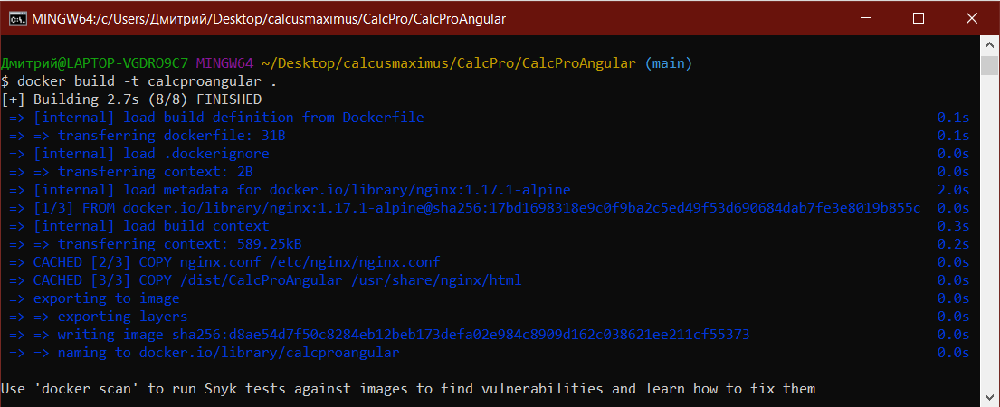 MINGW64:/c/Users/Дмитрий/Desktop/calcusmaximus/CalcPro/CalcProAngular
Дмитрий@LAPTOP-VGDRO9C7 MINGW64 ~/Desktop/calcusmaximus/CalcPro/CalcProAngular (main)
$ docker build -t calcproangular .
[+] Building 2.7s (8/8) FINISHED
=> [internal] load build definition from Dockerfile 0.1s
=> => transferring dockerfile: 31B 0.1s
=> [internal] load .dockerignore 0.0s
=> => transferring context: 2B 0.0s
=> [internal] load metadata for docker.io/library/nginx:1.17.1-alpine 2.0s
=> [1/3] FROM docker.io/library/nginx:1.17.1-alpine@sha256:17bd1698318e9c0f9ba2c5ed49f53d690684dab7fe3e8019b855c 0.0s
=> [internal] load build context 0.3s
=> => transferring context: 589.25kB 0.2s
=> CACHED [2/3] COPY nginx.conf /etc/nginx/nginx.conf 0.0s
=> CACHED [3/3] COPY /dist/CalcProAngular /usr/share/nginx/html 0.0s
=> exporting to image 0.0s
=> => exporting layers 0.0s
=> => writing image sha256:d8ae54d7f50c8284eb12beb173defa02e984c8909d162c038621ee211cf55373 0.0s
=> => naming to docker.io/library/calcproangular 0.0s
Use 'docker scan' to run Snyk tests against images to find vulnerabilities and learn how to fix them